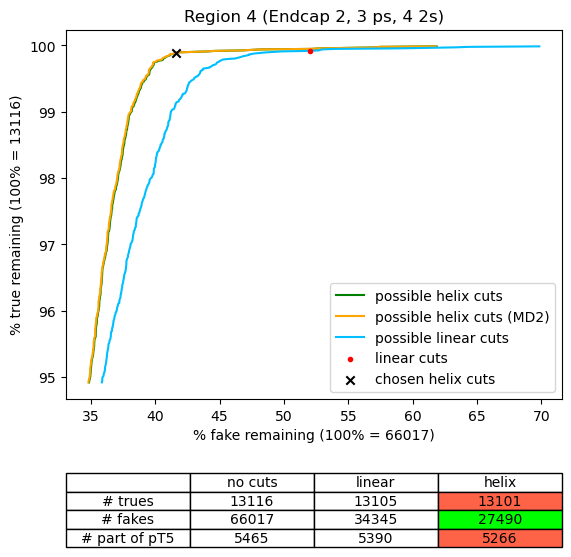 Region 4 (Endcap 2, 3 ps, 4 2s)
% true remaining (100% = 13116)
100
99
98
97
96
95
possible helix cuts
possible helix cuts (MD2)
possible linear cuts
linear cuts
chosen helix cuts
35 40 45 50 55 60 65 70
% fake remaining (100% = 66017)
no cuts linear helix
# trues 13116 13105 13101
# fakes 66017 34345 27490
# part of pT5 5465 5390 5266